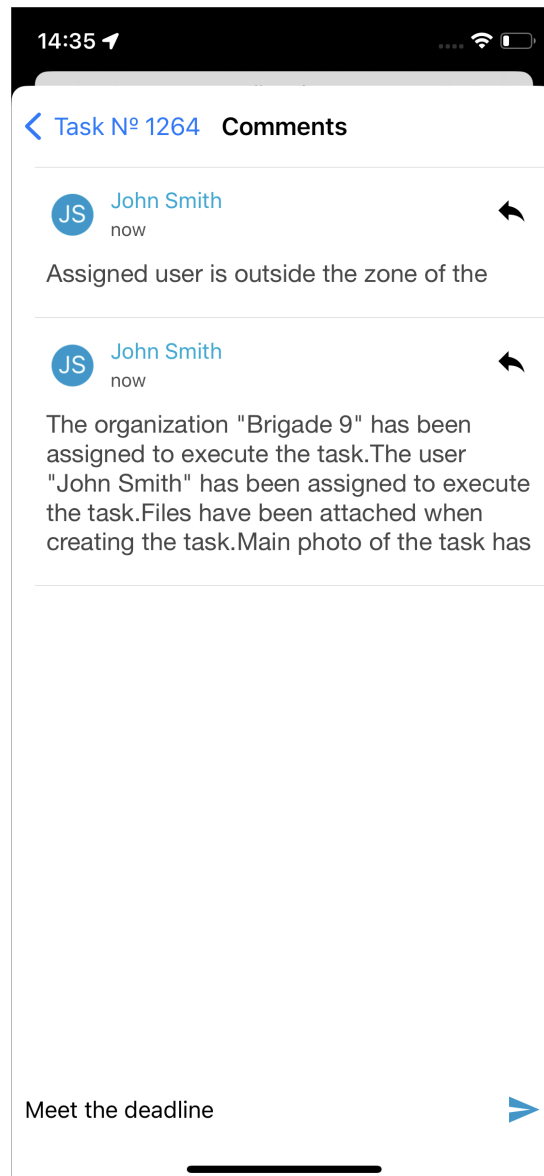 14:35
Task № 1264 Comments
JS
John Smith
now
Assigned user is outside the zone of the
JS
John Smith
now
The organization "Brigade 9" has been
assigned to execute the task.The user
"John Smith" has been assigned to execute
the task.Files have been attached when
creating the task.Main photo of the task has
Meet the deadline